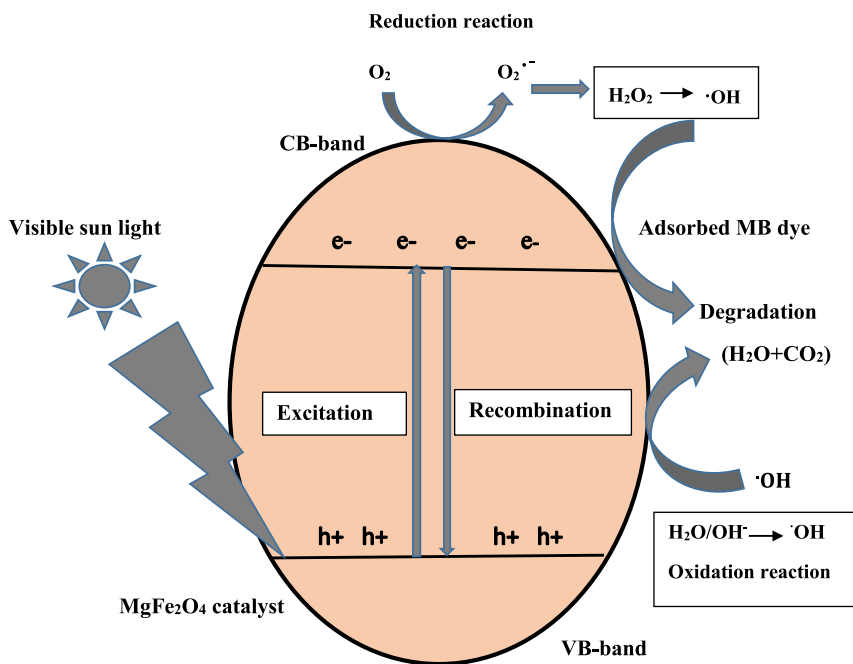 Reduction reaction
O₂
O₂·⁻
H₂O₂ → ·OH
CB-band
Visible sun light
Adsorbed MB dye
e- e- e- e-
Degradation
(H₂O+CO₂)
Excitation
Recombination
·OH
h+ h+ h+ h+
H₂O/OH⁻ → ·OH
Oxidation reaction
MgFe₂O₄ catalyst
VB-band